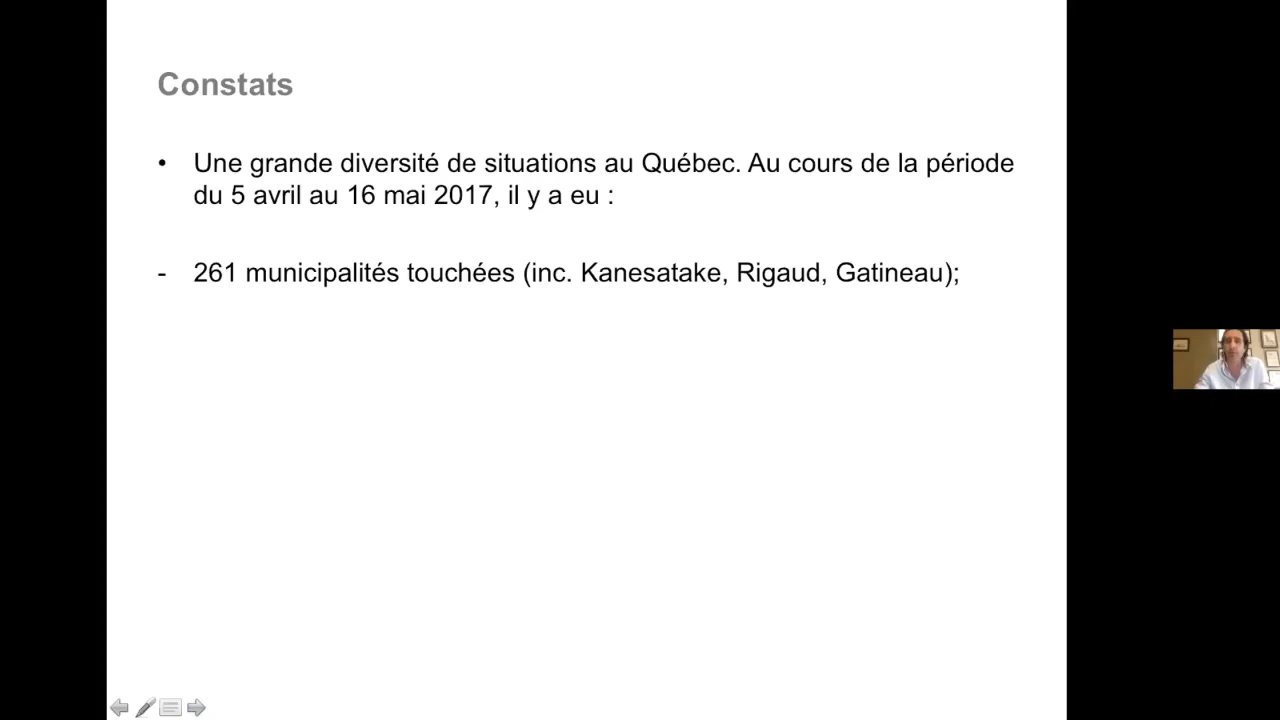 Constats
• Une grande diversité de situations au Québec. Au cours de la période
du 5 avril au 16 mai 2017, il y a eu :
- 261 municipalités touchées (inc. Kanesatake, Rigaud, Gatineau);